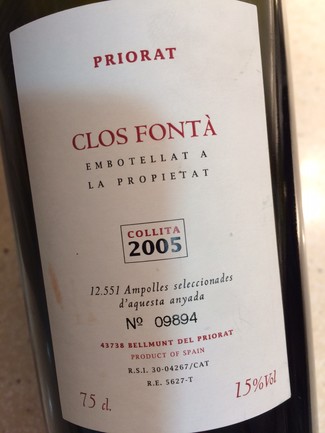 PRIORAT
CLOS FONTÀ
EMBOTELLAT A
LA PROPIETAT
COLLITA
2005
12.551 Ampolles seleccionades
d'aquesta anyada
Nº 09894
43738 BELLMUNT DEL PRIORAT
PRODUCT OF SPAIN
R.S.I. 30-04267/CAT
R.E. 5627-T
75 cl.
15%Vol